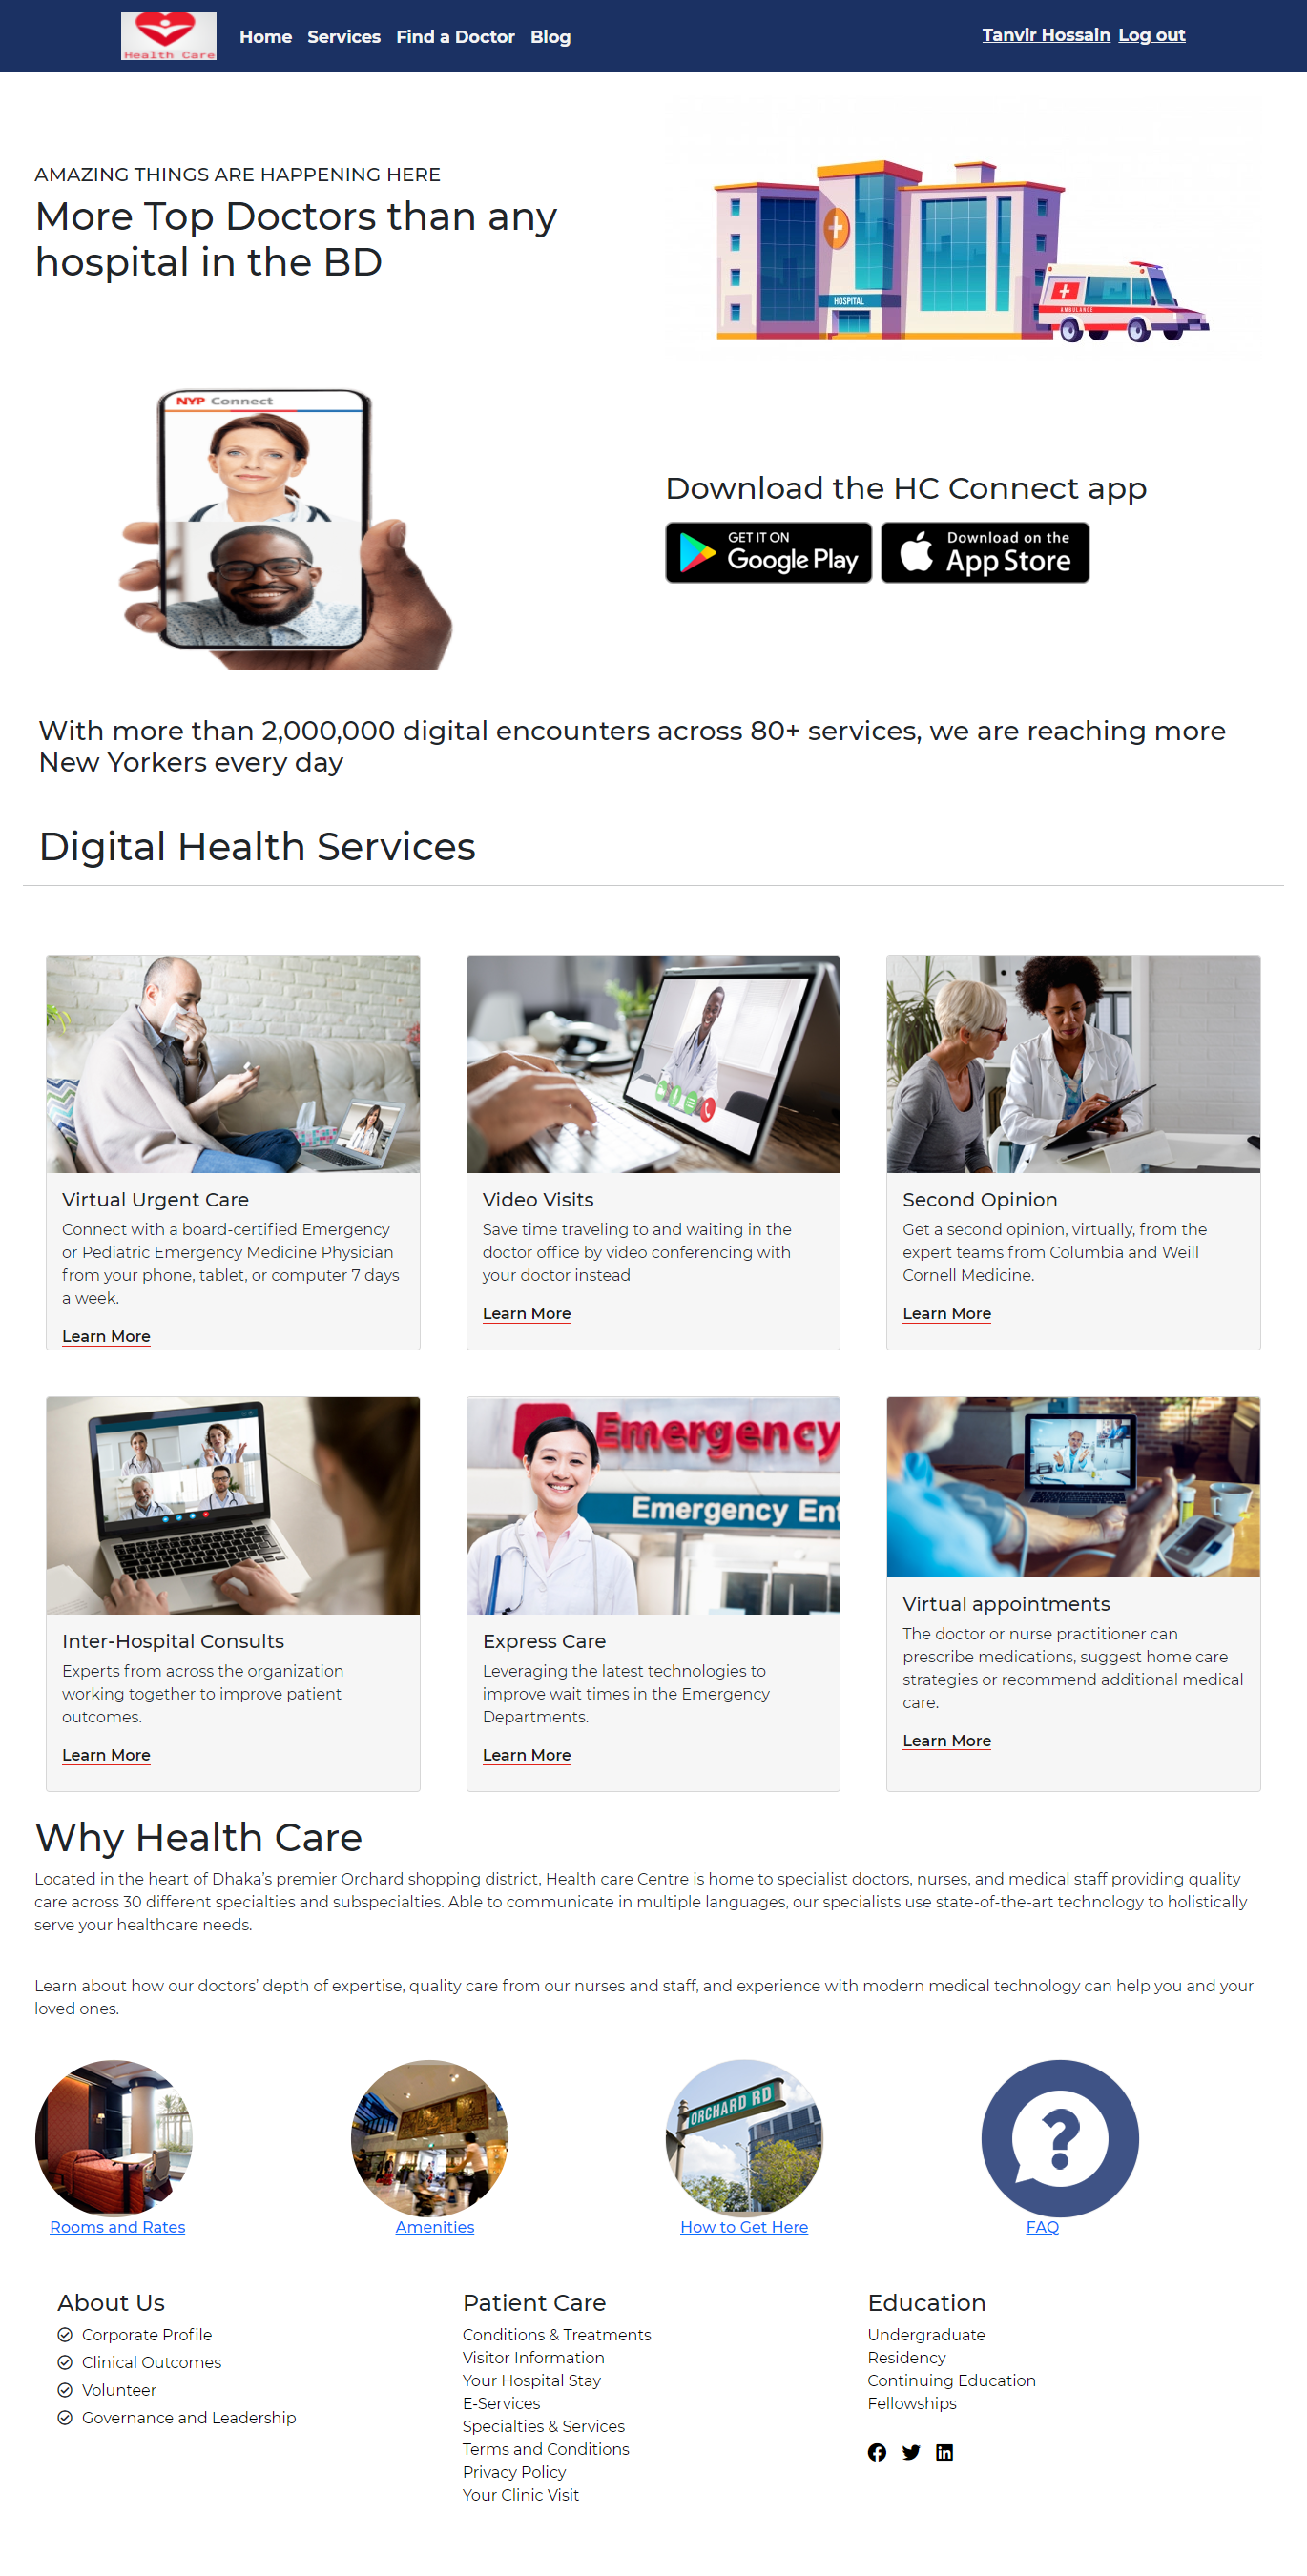 Health Care
Home Services Find a Doctor Blog
Tanvir Hossain Log out
AMAZING THINGS ARE HAPPENING HERE
More Top Doctors than any
hospital in the BD
HOSPITAL
AMBULANCE
NYP Connect
Download the HC Connect app
GET IT ON
Google Play
Download on the
App Store
With more than 2,000,000 digital encounters across 80+ services, we are reaching more
New Yorkers every day
Digital Health Services
Virtual Urgent Care
Connect with a board-certified Emergency
or Pediatric Emergency Medicine Physician
from your phone, tablet, or computer 7 days
a week.
Learn More
Video Visits
Save time traveling to and waiting in the
doctor office by video conferencing with
your doctor instead
Learn More
Second Opinion
Get a second opinion, virtually, from the
expert teams from Columbia and Weill
Cornell Medicine.
Learn More
Inter-Hospital Consults
Experts from across the organization
working together to improve patient
outcomes.
Learn More
Emergency
Emergency Ent
Express Care
Leveraging the latest technologies to
improve wait times in the Emergency
Departments.
Learn More
Virtual appointments
The doctor or nurse practitioner can
prescribe medications, suggest home care
strategies or recommend additional medical
care.
Learn More
Why Health Care
Located in the heart of Dhaka’s premier Orchard shopping district, Health care Centre is home to specialist doctors, nurses, and medical staff providing quality
care across 30 different specialties and subspecialties. Able to communicate in multiple languages, our specialists use state-of-the-art technology to holistically
serve your healthcare needs.
Learn about how our doctors’ depth of expertise, quality care from our nurses and staff, and experience with modern medical technology can help you and your
loved ones.
ORCHARD RD
Rooms and Rates
Amenities
How to Get Here
FAQ
About Us
Corporate Profile
Clinical Outcomes
Volunteer
Governance and Leadership
Patient Care
Conditions & Treatments
Visitor Information
Your Hospital Stay
E-Services
Specialties & Services
Terms and Conditions
Privacy Policy
Your Clinic Visit
Education
Undergraduate
Residency
Continuing Education
Fellowships